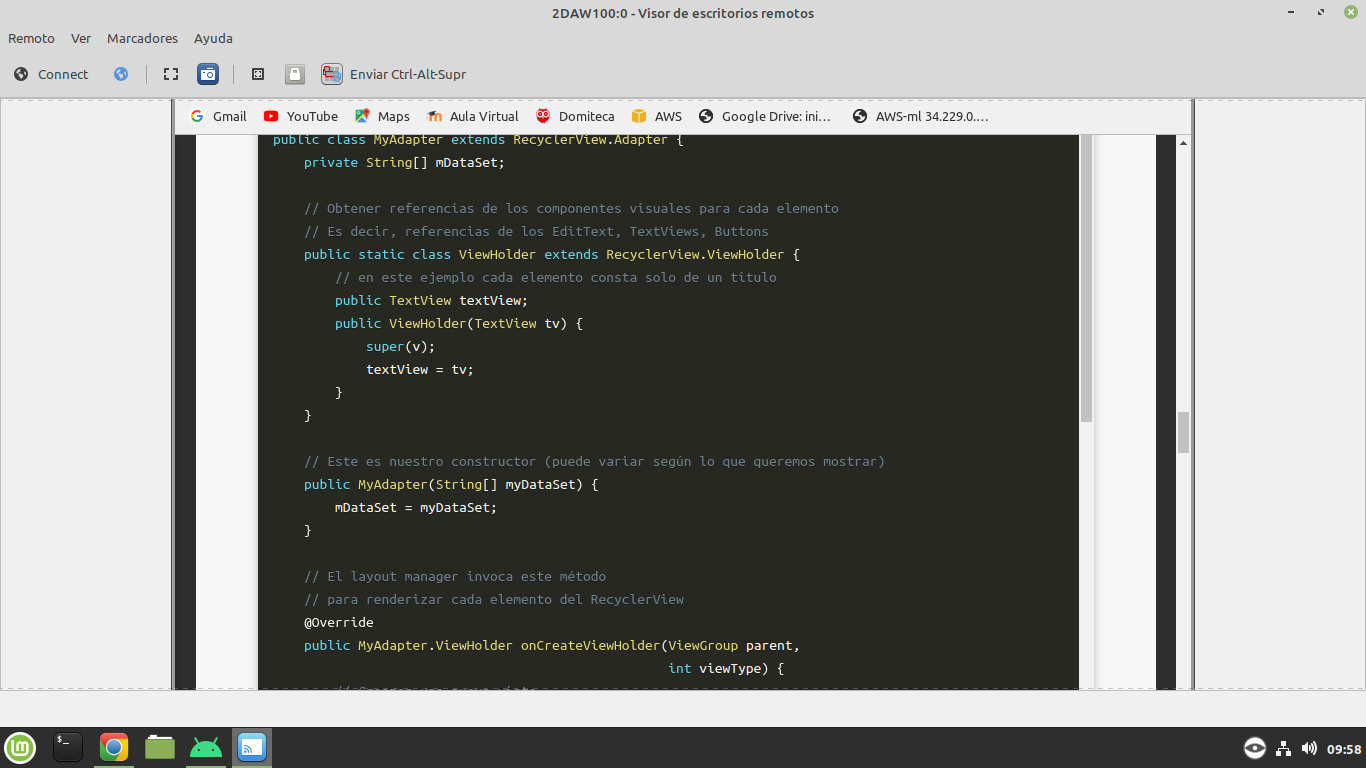 2DAW100:0 - Visor de escritorios remotos
Remoto Ver Marcadores Ayuda
Connect Enviar Ctrl-Alt-Supr
Gmail YouTube Maps Aula Virtual Domiteca AWS Google Drive: ini… AWS-ml 34.229.0.…
public class MyAdapter extends RecyclerView.Adapter {
private String[] mDataSet;
// Obtener referencias de los componentes visuales para cada elemento
// Es decir, referencias de los EditText, TextViews, Buttons
public static class ViewHolder extends RecyclerView.ViewHolder {
// en este ejemplo cada elemento consta solo de un título
public TextView textView;
public ViewHolder(TextView tv) {
super(v);
textView = tv;
}
}
// Este es nuestro constructor (puede variar según lo que queremos mostrar)
public MyAdapter(String[] myDataSet) {
mDataSet = myDataSet;
}
// El layout manager invoca este método
// para renderizar cada elemento del RecyclerView
@Override
public MyAdapter.ViewHolder onCreateViewHolder(ViewGroup parent,
int viewType) {
09:58